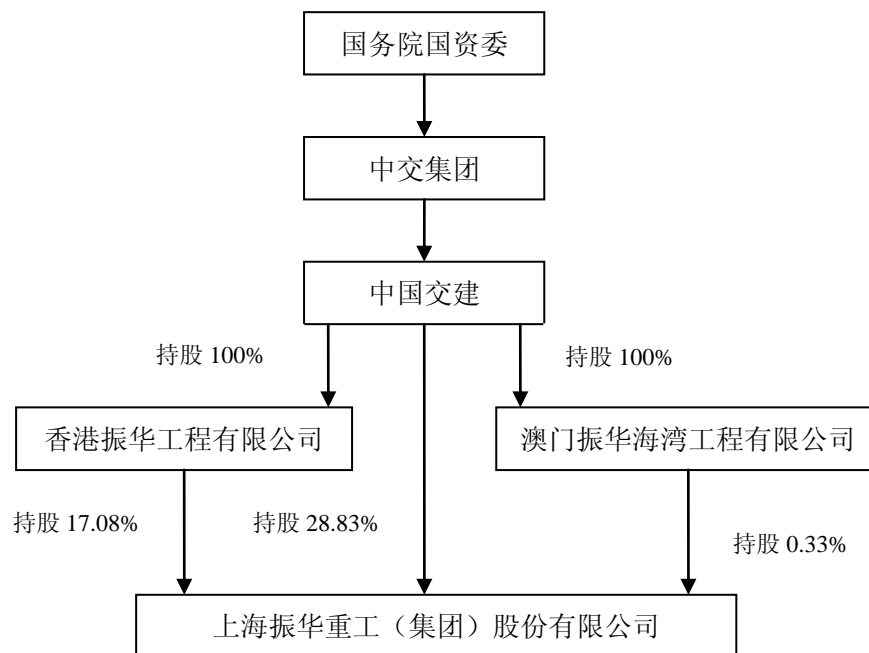 国务院国资委
中交集团
中国交建
持股 100%
持股 100%
香港振华工程有限公司
澳门振华海湾工程有限公司
持股 17.08%
持股 28.83%
持股 0.33%
上海振华重工（集团）股份有限公司